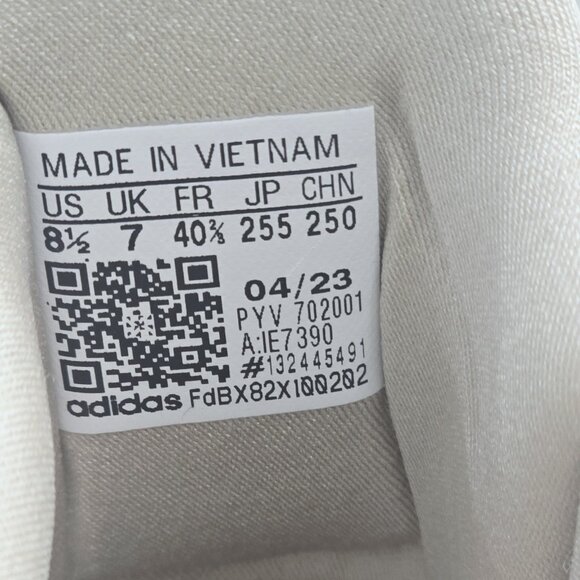 MADE IN VIETNAM
US UK FR JP CHN
8½ 7 40⅔ 255 250
04/23
PYV 702001
A:IE7390
#132445491
adidas FdBX82X100202